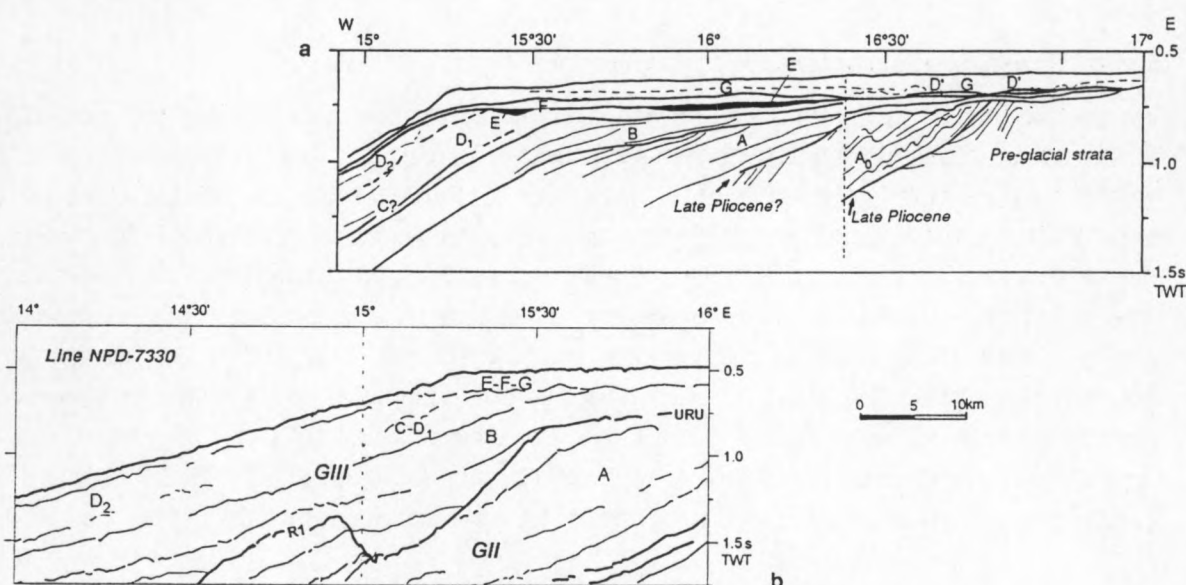 W E
a 15° 15°30' 16° 16°30' 17°
0.5
E
G D' G D'
F
E
D₁ B A A₀ Pre-glacial strata
D₂ 1.0
C? Late Pliocene? Late Pliocene
1.5s
TWT
14° 14°30' 15° 15°30' 16° E
Line NPD-7330
E-F-G 0.5
C-D₁ B URU
0 5 10km
GIII A 1.0
D₂
R1 GII 1.5s
TWT
b